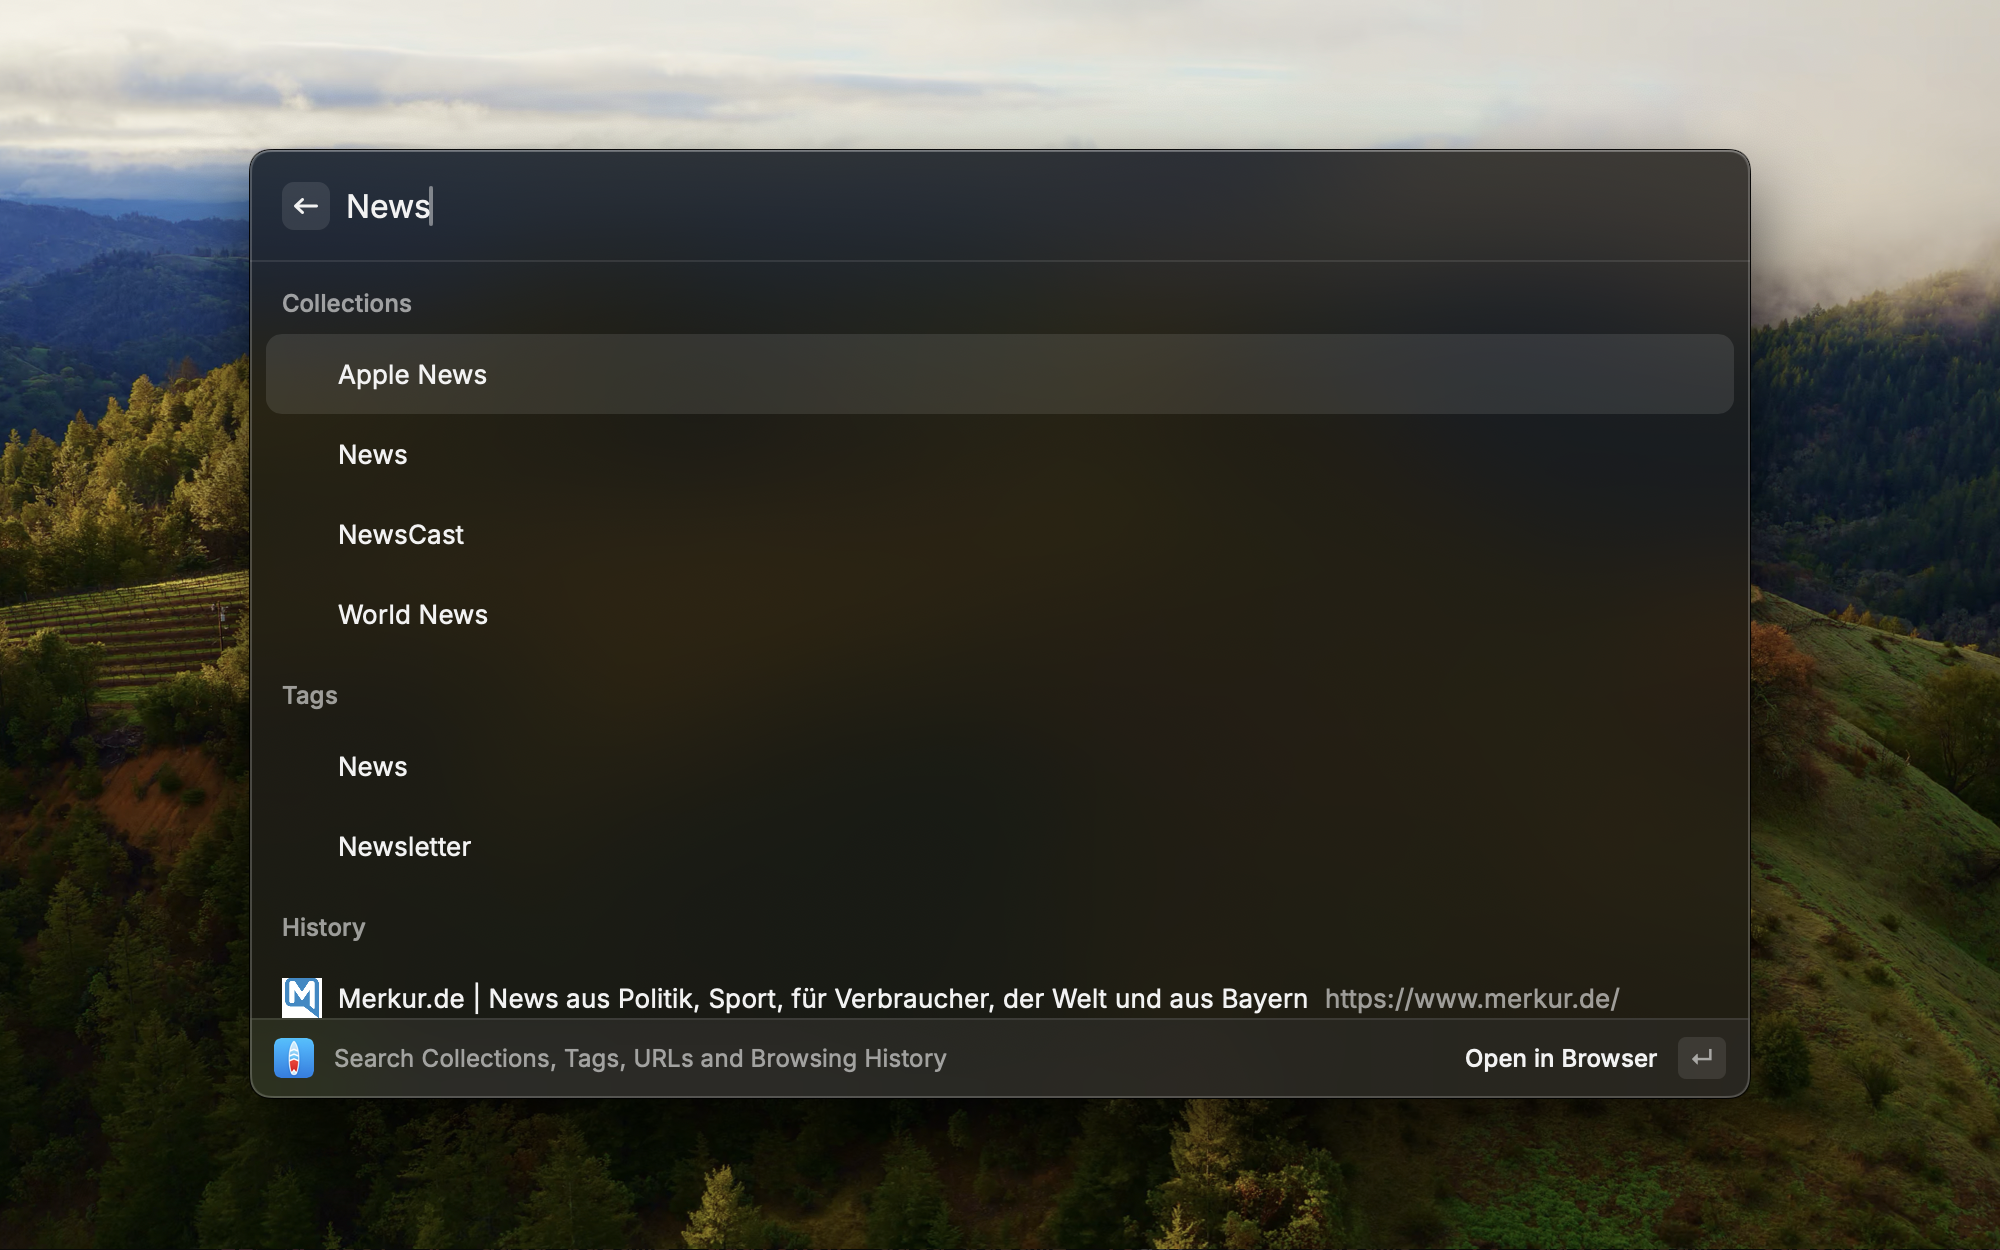 News
Collections
Apple News
News
NewsCast
World News
Tags
News
Newsletter
History
Merkur.de | News aus Politik, Sport, für Verbraucher, der Welt und aus Bayern https://www.merkur.de/
Search Collections, Tags, URLs and Browsing History Open in Browser